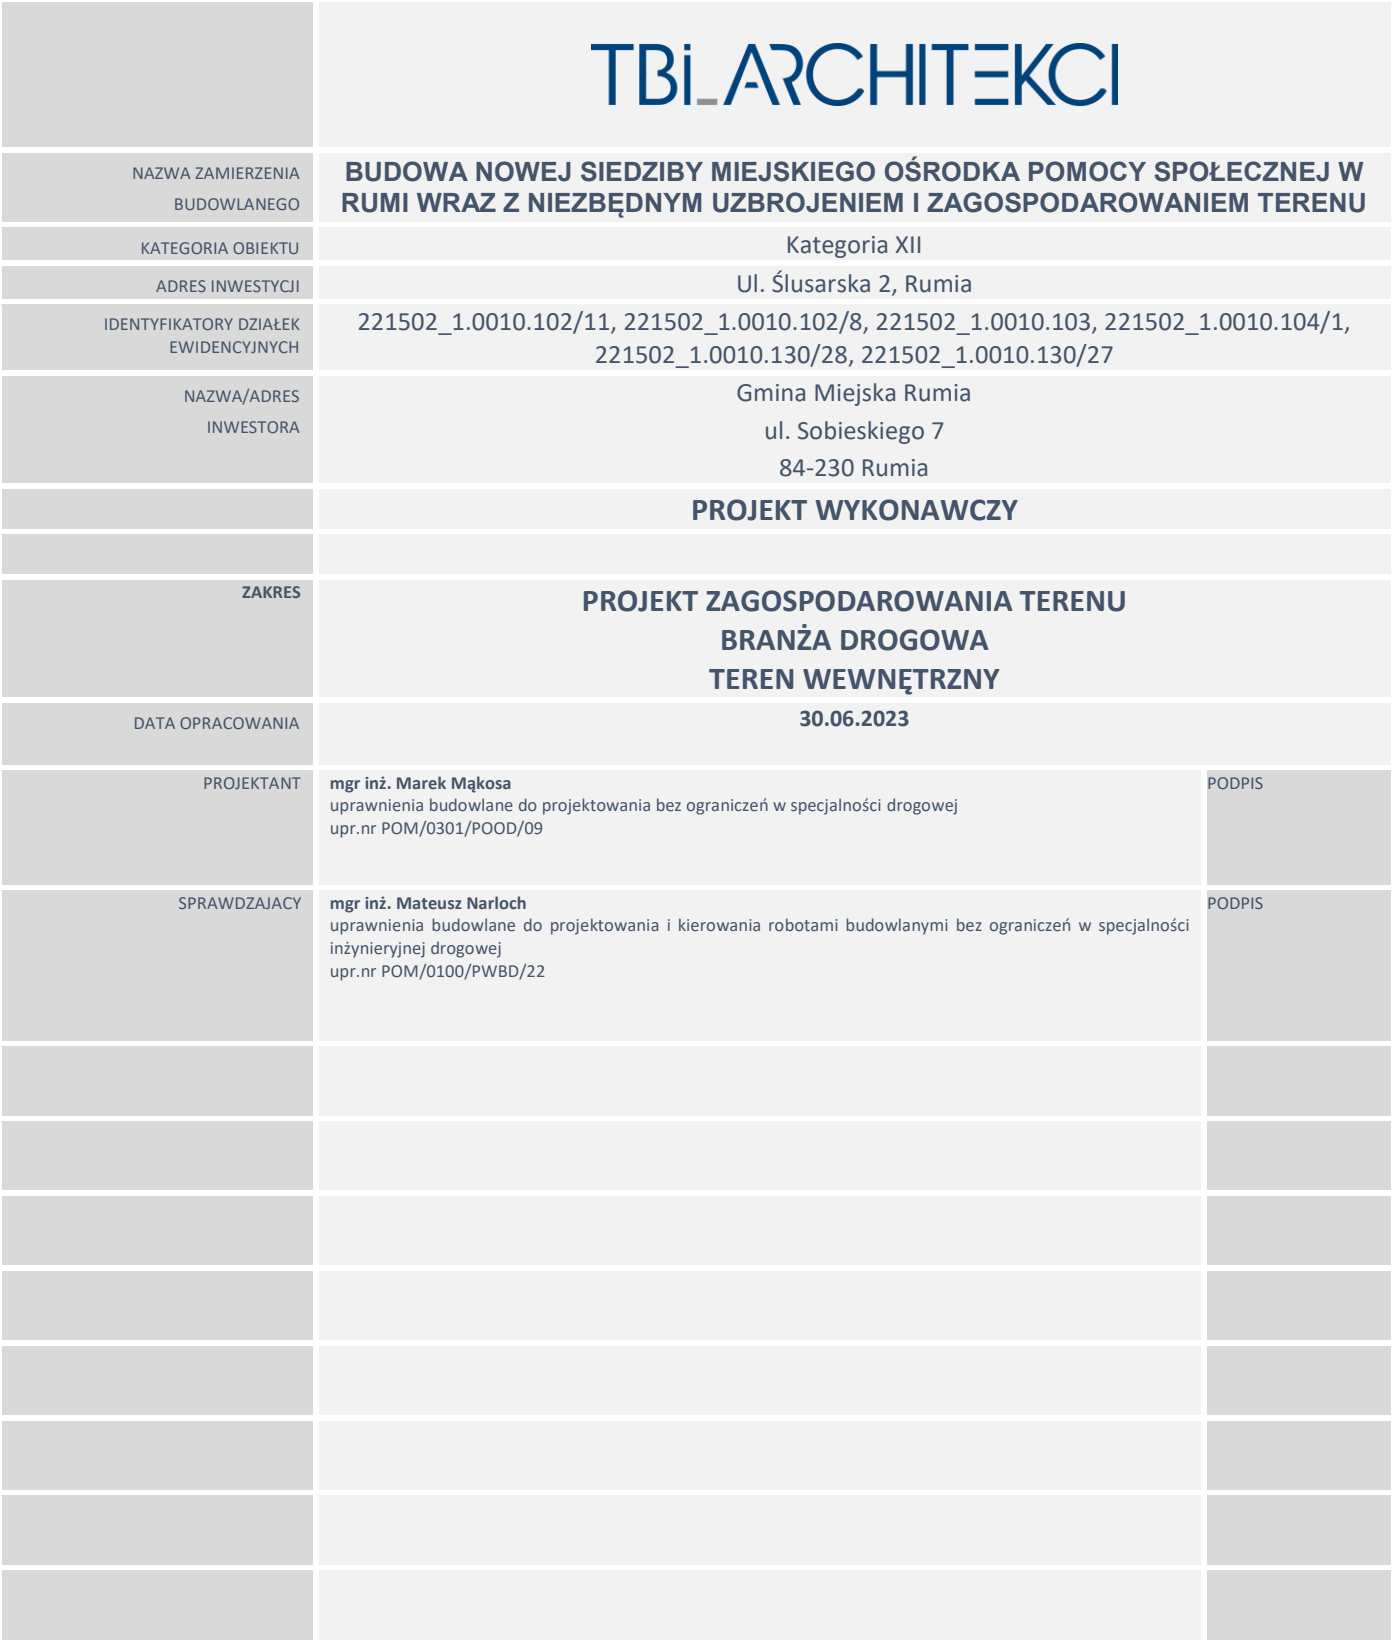 TBi_ARCHITEKCI
NAZWA ZAMIERZENIA
BUDOWLANEGO
BUDOWA NOWEJ SIEDZIBY MIEJSKIEGO OŚRODKA POMOCY SPOŁECZNEJ W
RUMI WRAZ Z NIEZBĘDNYM UZBROJENIEM I ZAGOSPODAROWANIEM TERENU
KATEGORIA OBIEKTU
Kategoria XII
ADRES INWESTYCJI
Ul. Ślusarska 2, Rumia
IDENTYFIKATORY DZIAŁEK
EWIDENCYJNYCH
221502_1.0010.102/11, 221502_1.0010.102/8, 221502_1.0010.103, 221502_1.0010.104/1,
221502_1.0010.130/28, 221502_1.0010.130/27
NAZWA/ADRES
INWESTORA
Gmina Miejska Rumia
ul. Sobieskiego 7
84-230 Rumia
PROJEKT WYKONAWCZY
ZAKRES
PROJEKT ZAGOSPODAROWANIA TERENU
BRANŻA DROGOWA
TEREN WEWNĘTRZNY
DATA OPRACOWANIA
30.06.2023
PROJEKTANT
mgr inż. Marek Mąkosa
uprawnienia budowlane do projektowania bez ograniczeń w specjalności drogowej
upr.nr POM/0301/POOD/09
PODPIS
SPRAWDZAJACY
mgr inż. Mateusz Narloch
uprawnienia budowlane do projektowania i kierowania robotami budowlanymi bez ograniczeń w specjalności
inżynieryjnej drogowej
upr.nr POM/0100/PWBD/22
PODPIS